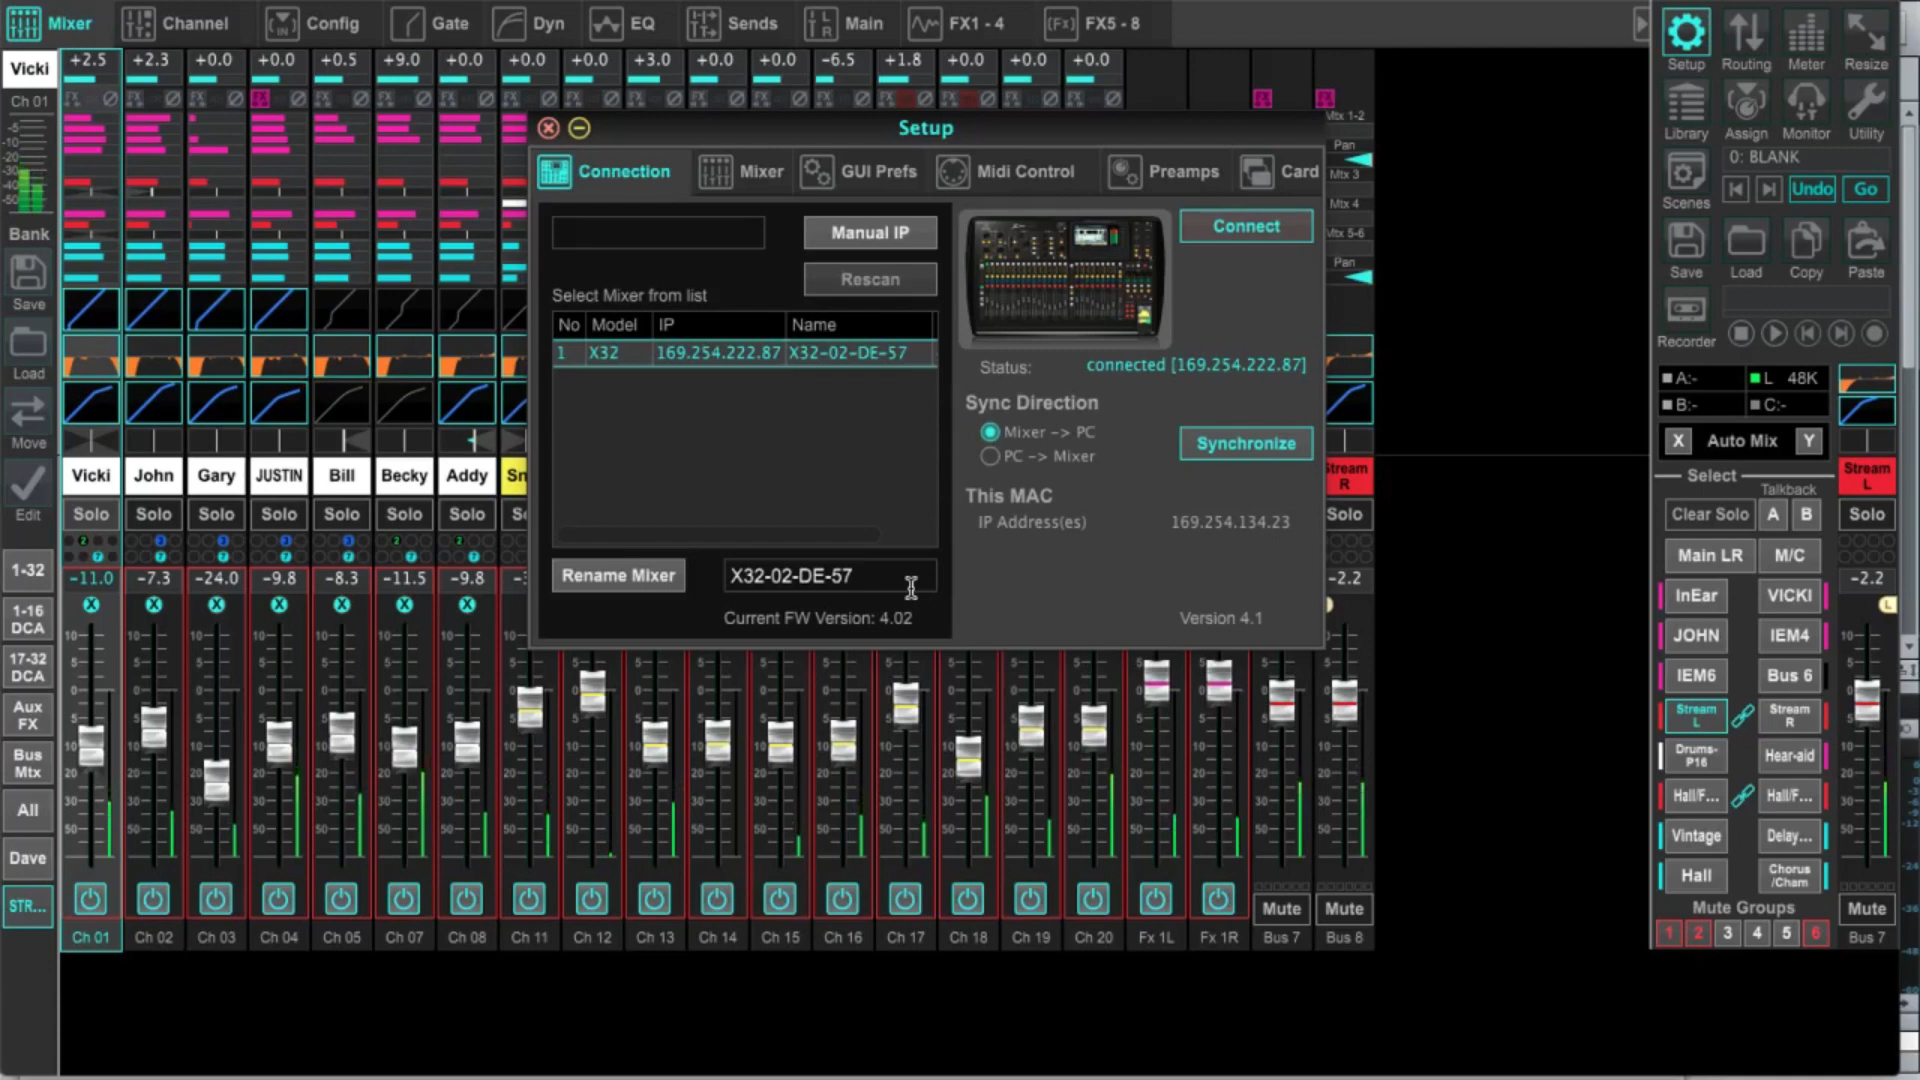 Mixer Channel Config Gate Dyn EQ Sends Main FX1 - 4 FX5 - 8
Vicki
Ch 01
+2.5 +2.3 +0.0 +0.0 +0.5 +9.0 +0.0 +0.0 +0.0 +3.0 +0.0 +0.0 -6.5 +1.8 +0.0 +0.0 +0.0
Bank
Save
Load
Move
Edit
1-32
1-16
DCA
17-32
DCA
Aux
FX
Bus
Mtx
All
Dave
STR...
Setup
Connection Mixer GUI Prefs Midi Control Preamps Card
Manual IP
Rescan
Select Mixer from list
No Model IP Name
1 X32 169.254.222.87 X32-02-DE-57
Rename Mixer X32-02-DE-57
Current FW Version: 4.02
Connect
Status: connected [169.254.222.87]
Sync Direction
Mixer -> PC
PC -> Mixer
Synchronize
This MAC
IP Address(es) 169.254.134.23
Version 4.1
Mtx 1-2
Pan
Mtx 3
Mtx 4
Mtx 5-6
Pan
Vicki John Gary JUSTIN Bill Becky Addy
Solo Solo Solo Solo Solo Solo Solo Solo
-11.0 -7.3 -24.0 -9.8 -8.3 -11.5 -9.8 -2.2
Mute Mute
Ch 01 Ch 02 Ch 03 Ch 04 Ch 05 Ch 07 Ch 08 Ch 11 Ch 12 Ch 13 Ch 14 Ch 15 Ch 16 Ch 17 Ch 18 Ch 19 Ch 20 Fx 1L Fx 1R Bus 7 Bus 8
Setup Routing Meter Resize
Library Assign Monitor Utility
Scenes
0: BLANK
Undo Go
Save Load Copy Paste
Recorder
A:- L 48K
B:- C:-
X Auto Mix Y
Select
Talkback
Clear Solo A B
Main LR M/C
InEar VICKI
JOHN IEM4
IEM6 Bus 6
Stream
L
Stream
R
Drums-
P16
Hear-aid
Hall/F... Hall/F...
Vintage Delay...
Hall
Chorus
/Cham
Mute Groups
1 2 3 4 5 6
Stream
L
Solo
-2.2
Mute
Bus 7